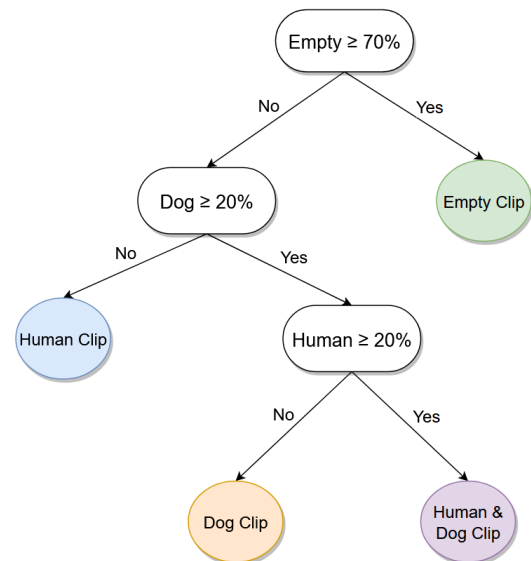 Empty ≥ 70%
No
Yes
Dog ≥ 20%
Empty Clip
No
Yes
Human Clip
Human ≥ 20%
No
Yes
Dog Clip
Human &
Dog Clip